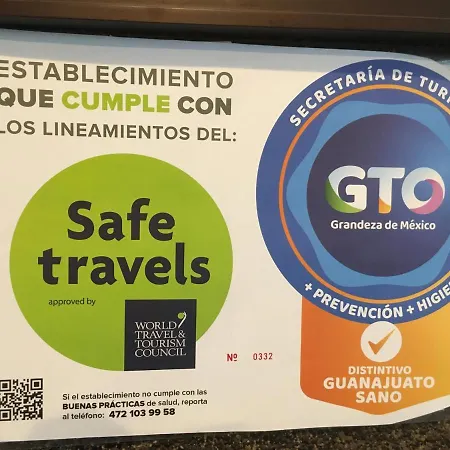 ESTABLECIMIENTO
QUE CUMPLE CON
LOS LINEAMIENTOS DEL:
Safe
travels
approved by
WORLD
TRAVEL &
TOURISM
COUNCIL
Nº 0332
Si el establecimiento no cumple con las
BUENAS PRÁCTICAS de salud, reporta
al teléfono: 472 103 99 58
SECRETARÍA DE TURI
GTO
Grandeza de México
+ PREVENCIÓN + HIGIE
DISTINTIVO
GUANAJUATO
SANO